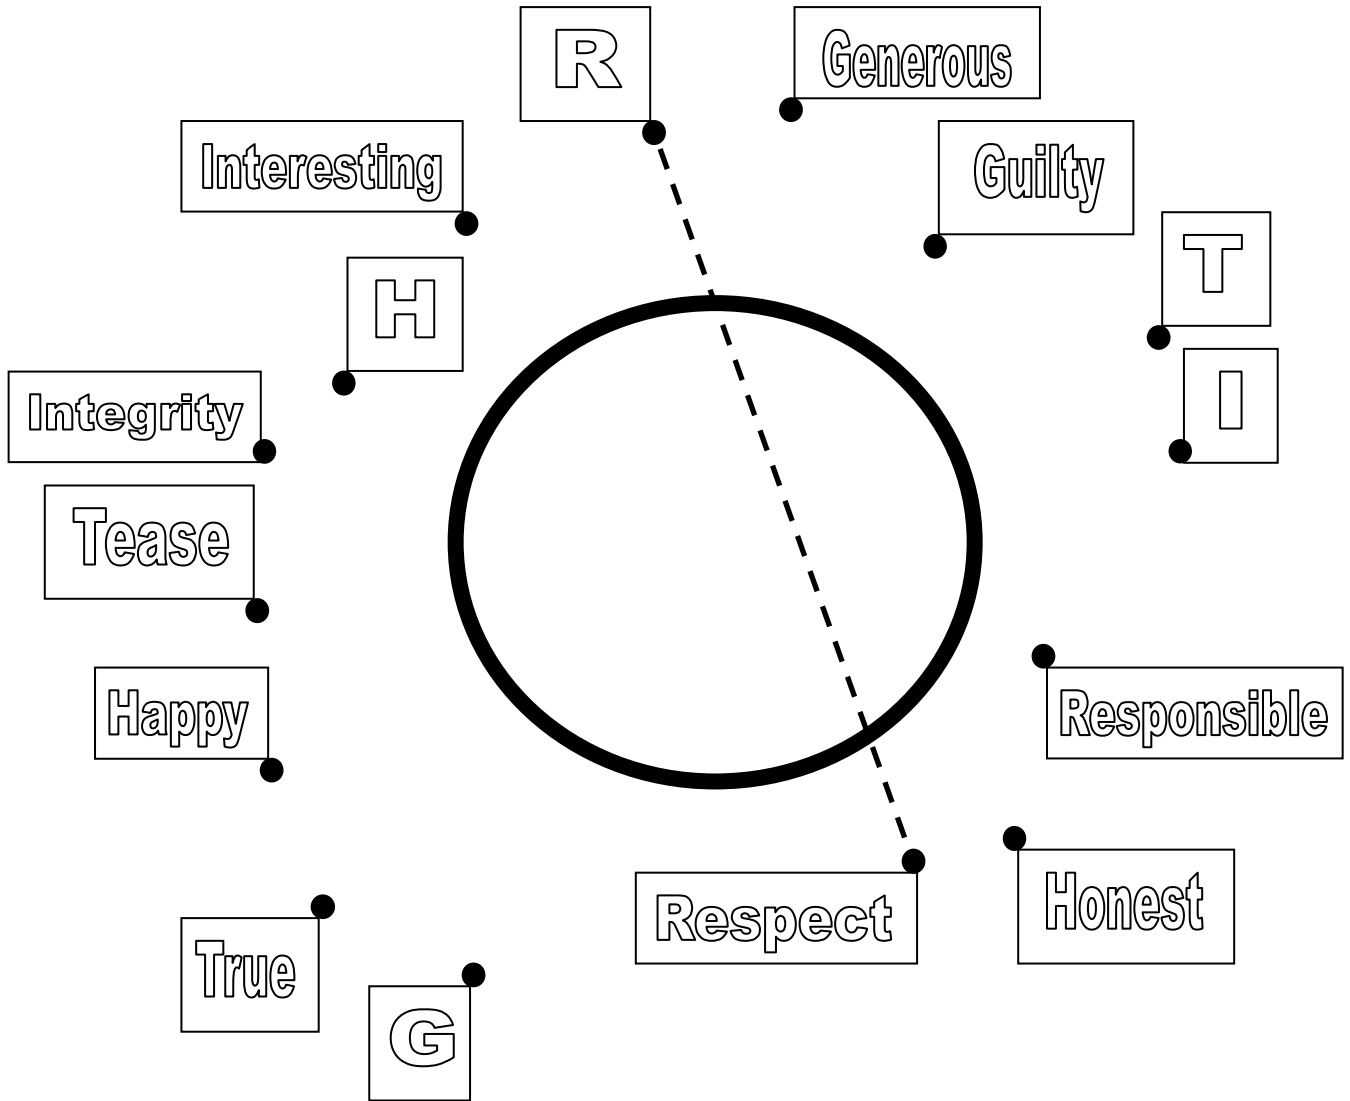 R
Generous
Interesting
Guilty
T
H
I
Integrity
Tease
Happy
Responsible
Respect
Honest
True
G